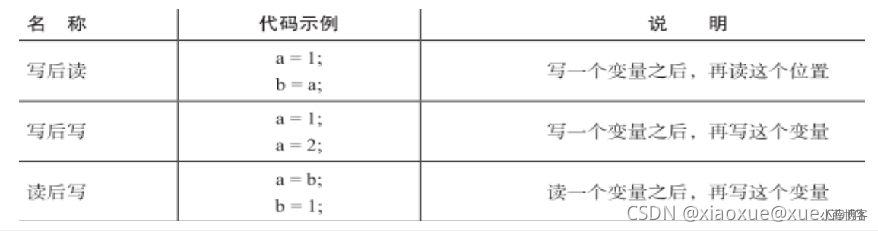 名 称 代码示例 说 明
写后读 a = 1; 写一个变量之后，再读这个位置
b = a;
写后写 a = 1; 写一个变量之后，再写这个变量
a = 2;
读后写 a = b; 读一个变量之后，再写这个变量
b = 1;
CSDN @xiaoxue@xue